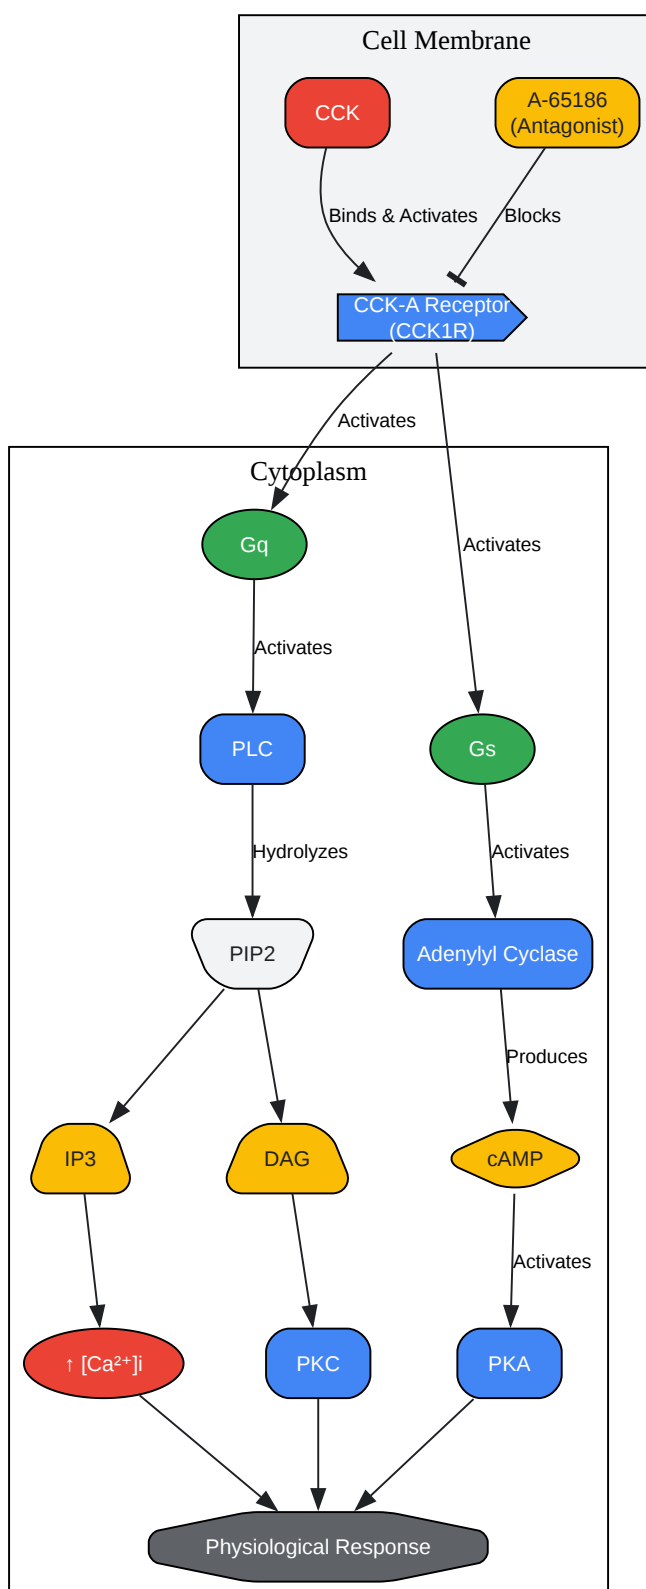 Cell Membrane
CCK
A-65186
(Antagonist)
Binds & Activates
Blocks
CCK-A Receptor
(CCK1R)
Activates
Cytoplasm
Gq
Activates
Activates
PLC
Gs
Hydrolyzes
Activates
PIP2
Adenylyl Cyclase
Produces
IP3
DAG
cAMP
Activates
↑ [Ca²⁺]i
PKC
PKA
Physiological Response